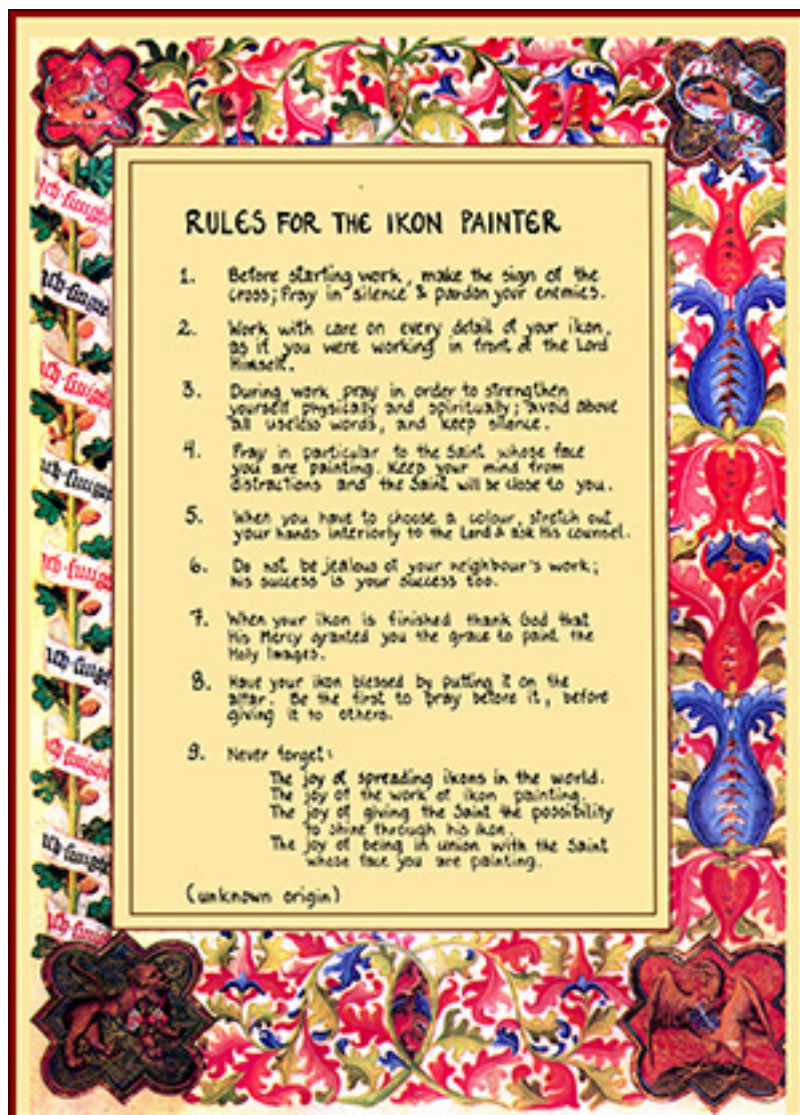 RULES FOR THE IKON PAINTER
1. Before starting work, make the sign of the
cross; Pray in silence & pardon your enemies.
2. Work with care on every detail of your ikon,
as if you were working in front of the Lord
Himself.
3. During work pray in order to strengthen
yourself physically and spiritually; avoid above
all useless words, and keep silence.
4. Pray in particular to the Saint whose face
you are painting. Keep your mind from
distractions and the Saint will be close to you.
5. When you have to choose a colour, stretch out
your hands interiorly to the Lord & ask His counsel.
6. Do not be jealous of your neighbour's work;
his success is your success too.
7. When your ikon is finished thank God that
His Mercy granted you the grace to paint the
Holy Images.
8. Have your ikon blessed by putting it on the
altar. Be the first to pray before it, before
giving it to others.
9. Never forget:
The joy of spreading ikons in the world.
The joy of the work of ikon painting.
The joy of giving the Saint the possibility
to shine through his ikon.
The joy of being in union with the Saint
whose face you are painting.
(unknown origin)